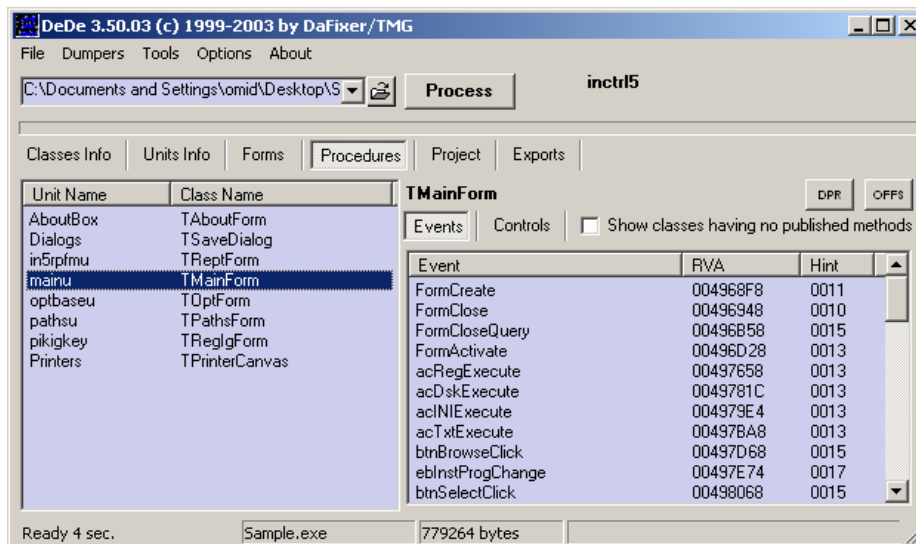 DeDe 3.50.03 (c) 1999-2003 by DaFixer/TMG
File Dumpers Tools Options About
C:\Documents and Settings\omid\Desktop\S Process inctrl5
Classes Info Units Info Forms Procedures Project Exports
Unit Name Class Name
AboutBox TAboutForm
Dialogs TSaveDialog
in5rpfmu TReptForm
mainu TMainForm
optbaseu TOptForm
pathsu TPathsForm
pikigkey TRegIgForm
Printers TPrinterCanvas
TMainForm DPR OFFS
Events Controls Show classes having no published methods
Event RVA Hint
FormCreate 004968F8 0011
FormClose 00496948 0010
FormCloseQuery 00496B58 0015
FormActivate 00496D28 0013
acRegExecute 00497658 0013
acDskExecute 0049781C 0013
acINIExecute 004979E4 0013
acTxtExecute 00497BA8 0013
btnBrowseClick 00497D68 0015
ebInstProgChange 00497E74 0017
btnSelectClick 00498068 0015
Ready 4 sec. Sample.exe 779264 bytes